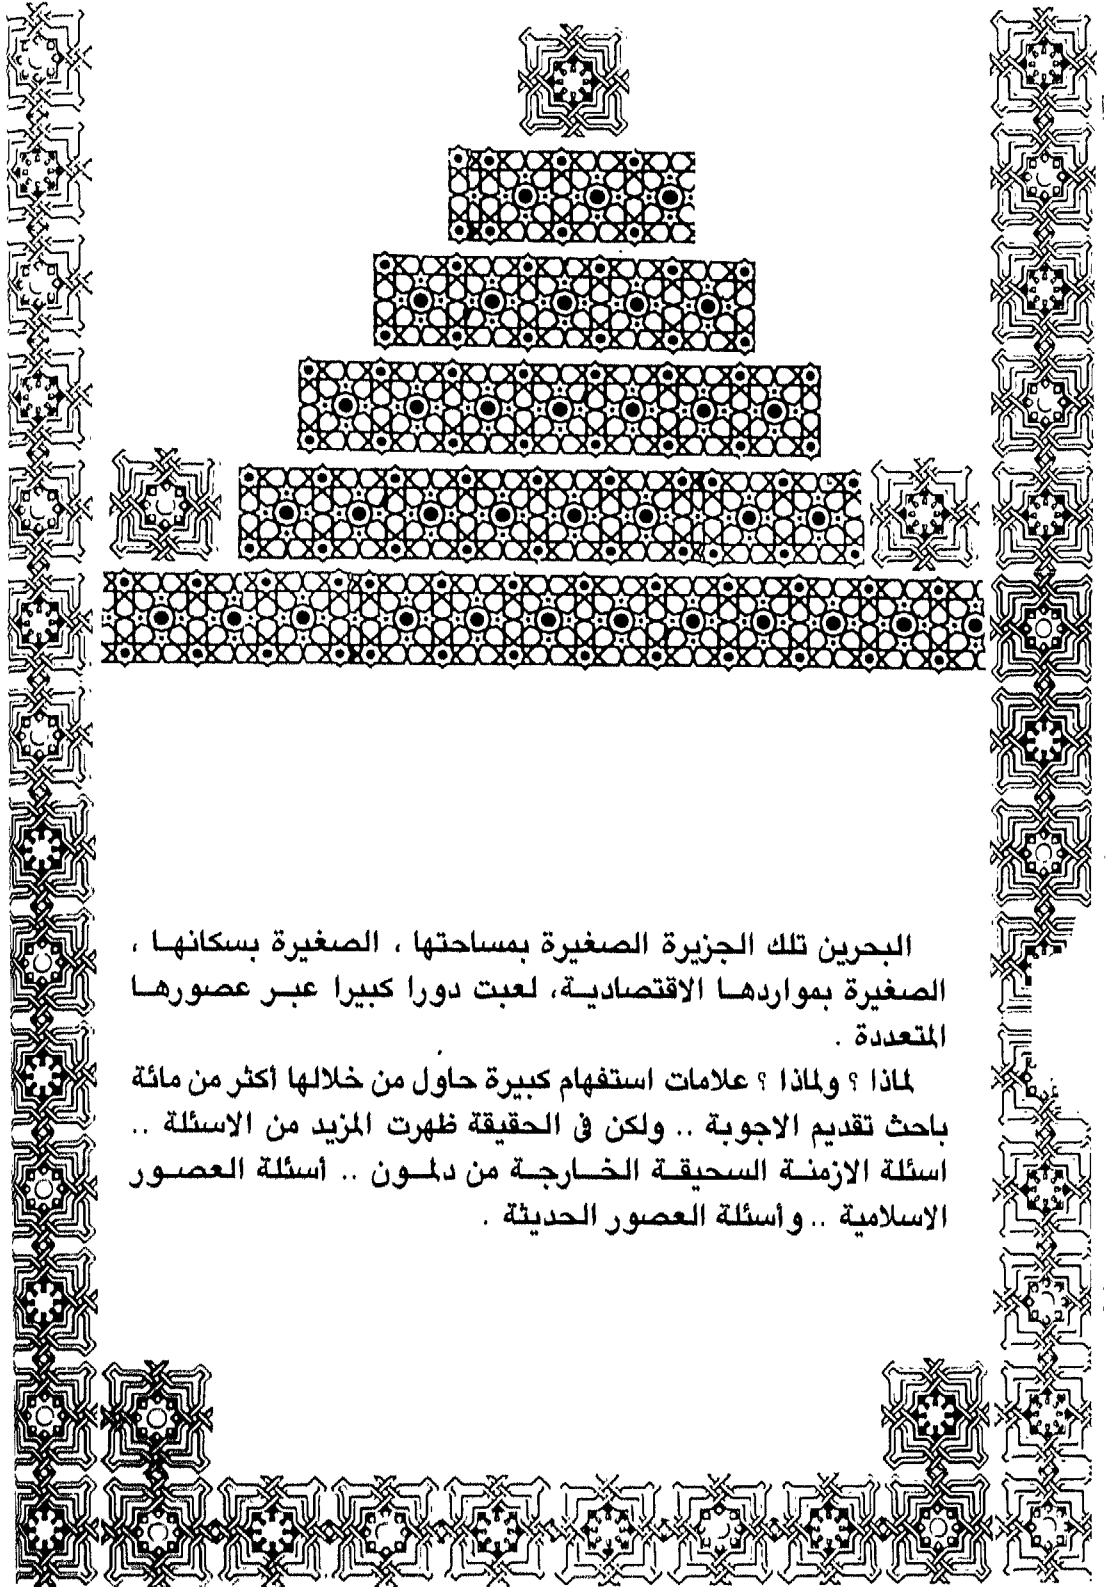 البحرين تلك الجزيرة الصغيرة بمساحتها ، الصغيرة بسكانها ،
الصغيرة بمواردها الاقتصادية، لعبت دورا كبيرا عبر عصورها
المتعددة .
لماذا ؟ ولماذا ؟ علامات استفهام كبيرة حاول من خلالها أكثر من مائة
باحث تقديم الاجوبة .. ولكن في الحقيقة ظهرت المزيد من الاسئلة ..
اسئلة الازمنة السحيقة الخارجة من دلمون .. أسئلة العصور
الاسلامية .. وأسئلة العصور الحديثة .